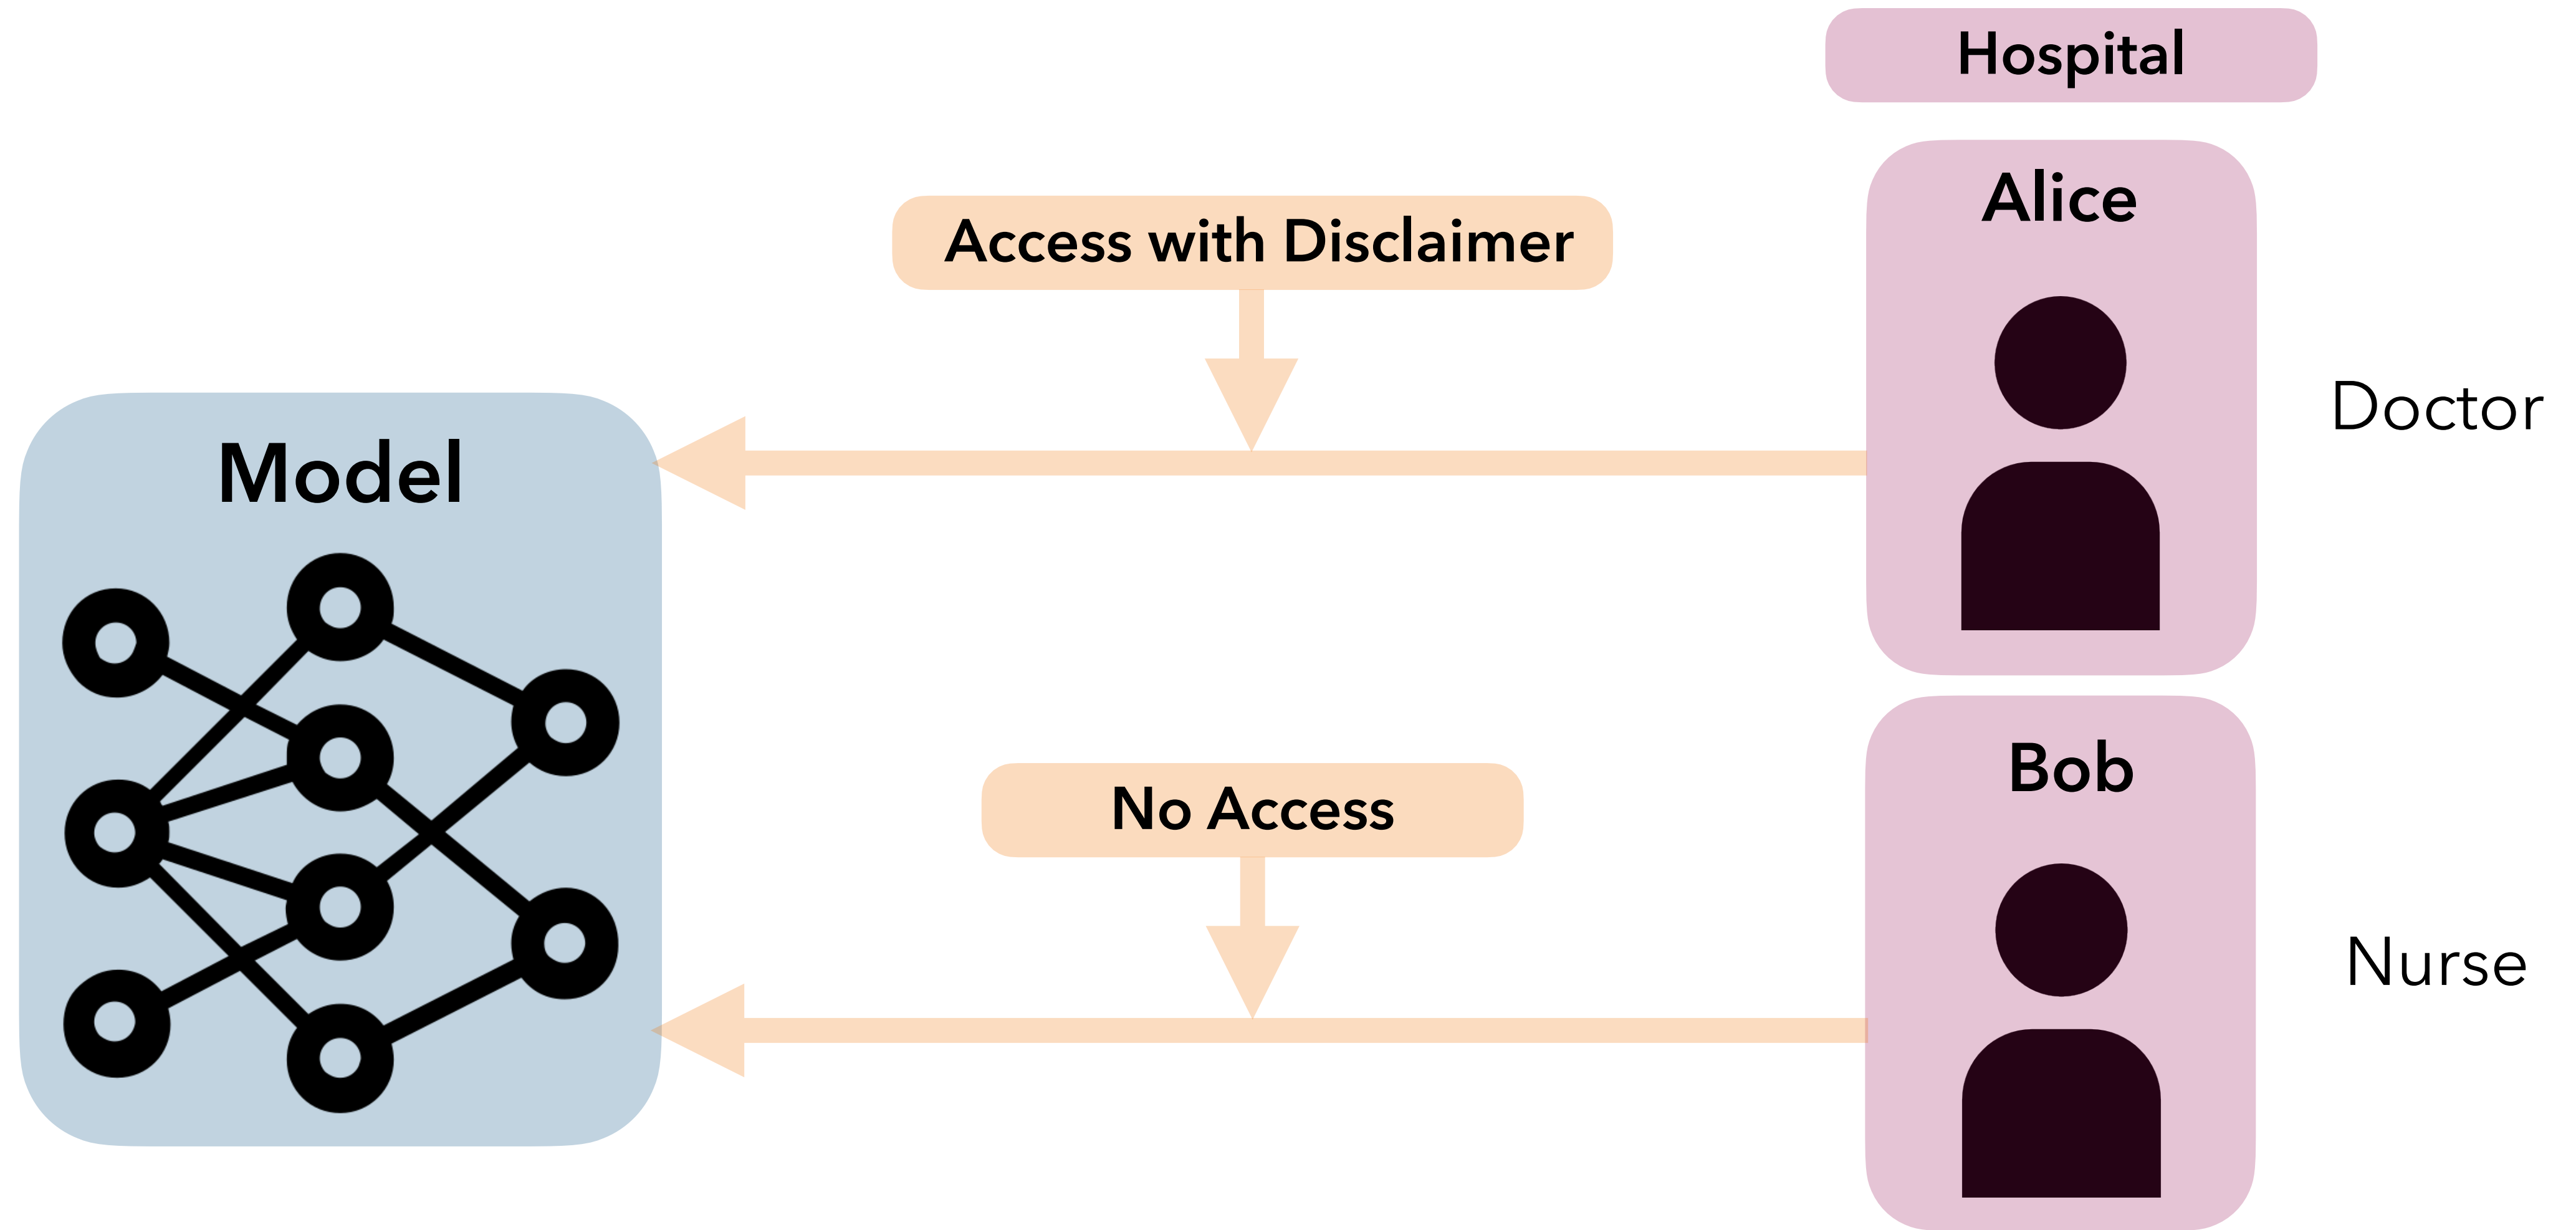 Hospital
Alice
Access with Disclaimer
Doctor
Model
Bob
No Access
Nurse